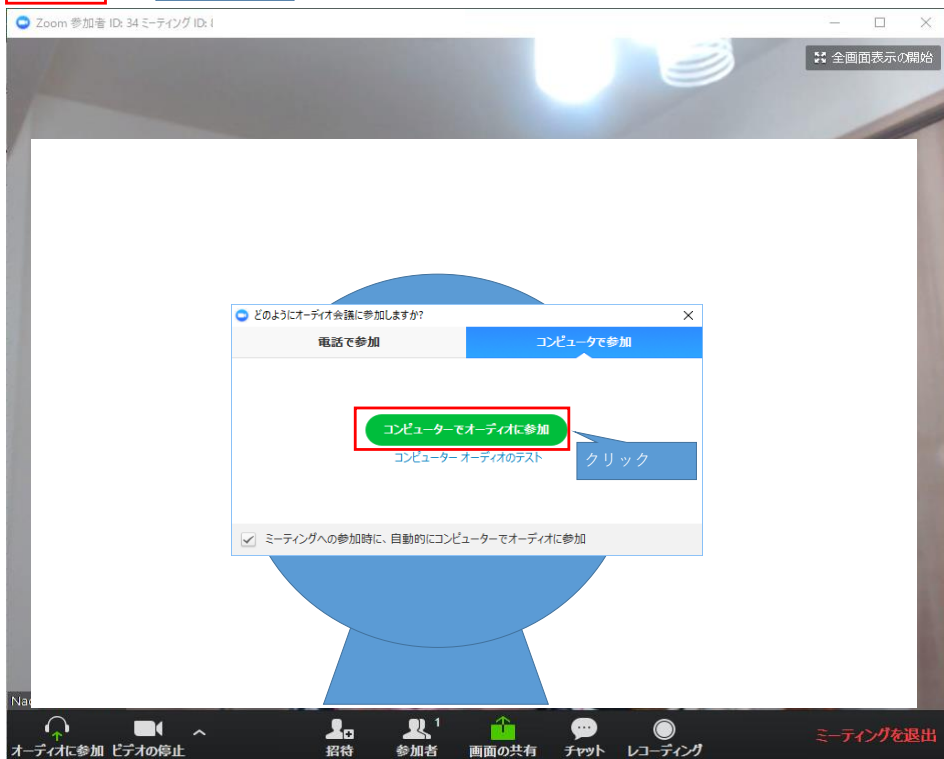 Zoom 参加者 ID: 34 ミーティング ID:
全画面表示の開始
どのようにオーディオ会議に参加しますか?
電話で参加
コンピュータで参加
コンピューターでオーディオに参加
コンピューター オーディオのテスト
クリック
ミーティングへの参加時に、自動的にコンピューターでオーディオに参加
オーディオに参加
ビデオの停止
招待
1
参加者
画面の共有
チャット
レコーディング
ミーティングを退出